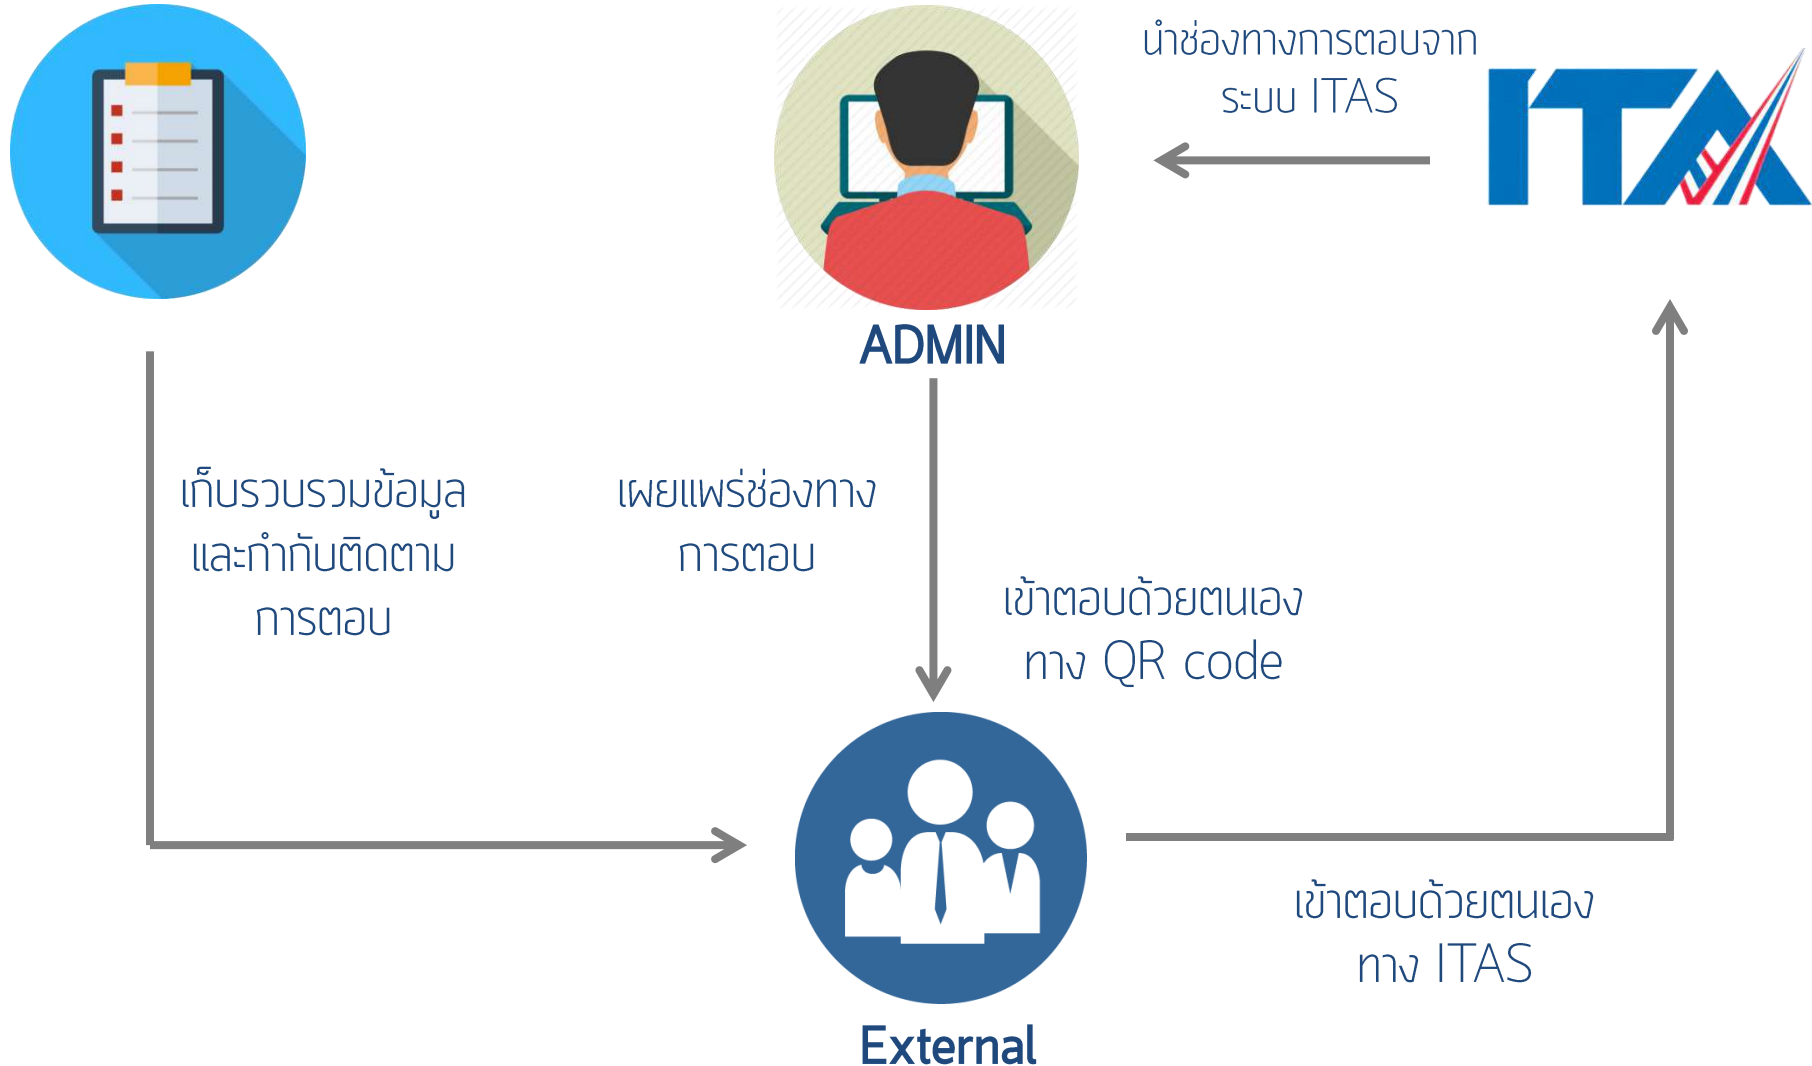 นำช่องทางการตอบจาก
ระบบ ITAS
ITA
ADMIN
เก็บรวบรวมข้อมูล
และกำกับติดตาม
การตอบ
เผยแพร่ช่องทาง
การตอบ
เข้าตอบด้วยตนเอง
ทาง QR code
เข้าตอบด้วยตนเอง
ทาง ITAS
External